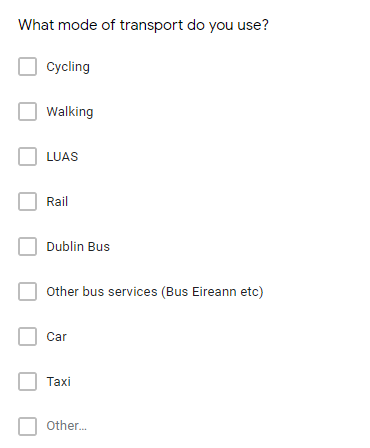 What mode of transport do you use?
Cycling
Walking
LUAS
Rail
Dublin Bus
Other bus services (Bus Eireann etc)
Car
Taxi
Other...